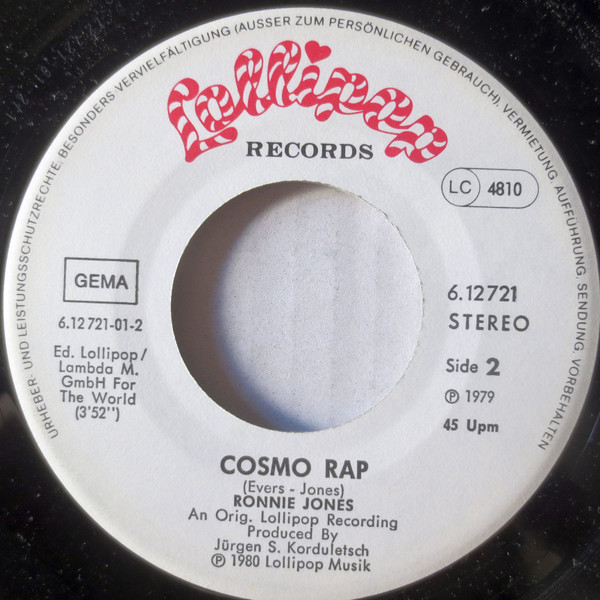 URHEBER- UND LEISTUNGSSCHUTZRECHTE, BESONDERS VERVIELFÄLTIGUNG (AUSSER ZUM PERSÖNLICHEN GEBRAUCH), VERMIETUNG, AUFFÜHRUNG, SENDUNG VORBEHALTEN
Lollipop
RECORDS
LC 4810
GEMA
6.12 721-01-2
Ed. Lollipop/
Lambda M.
GmbH For
The World
(3'52")
6.12721
STEREO
Side 2
℗ 1979
45 Upm
COSMO RAP
(Evers - Jones)
RONNIE JONES
An Orig. Lollipop Recording
Produced By
Jürgen S. Korduletsch
℗ 1980 Lollipop Musik